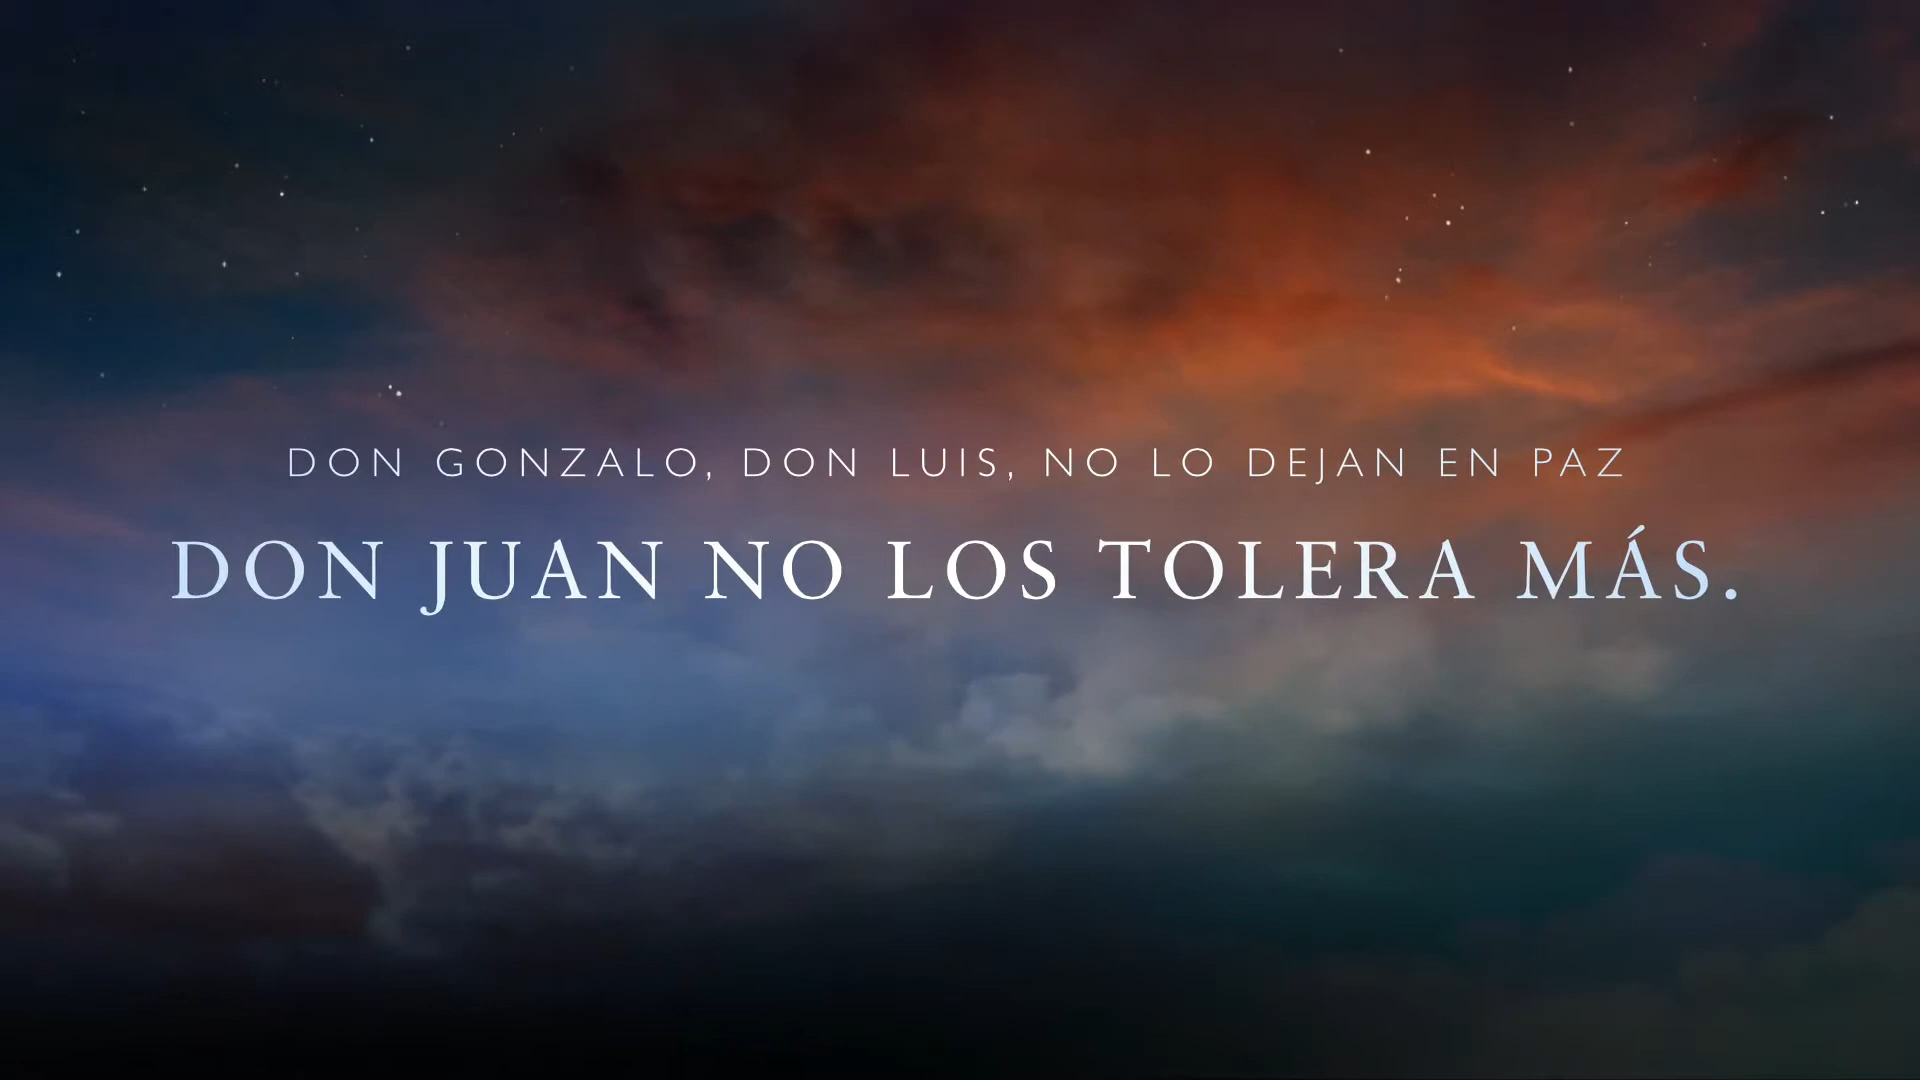 DON GONZALO, DON LUIS, NO LO DEJAN EN PAZ
DON JUAN NO LOS TOLERA MÁS.